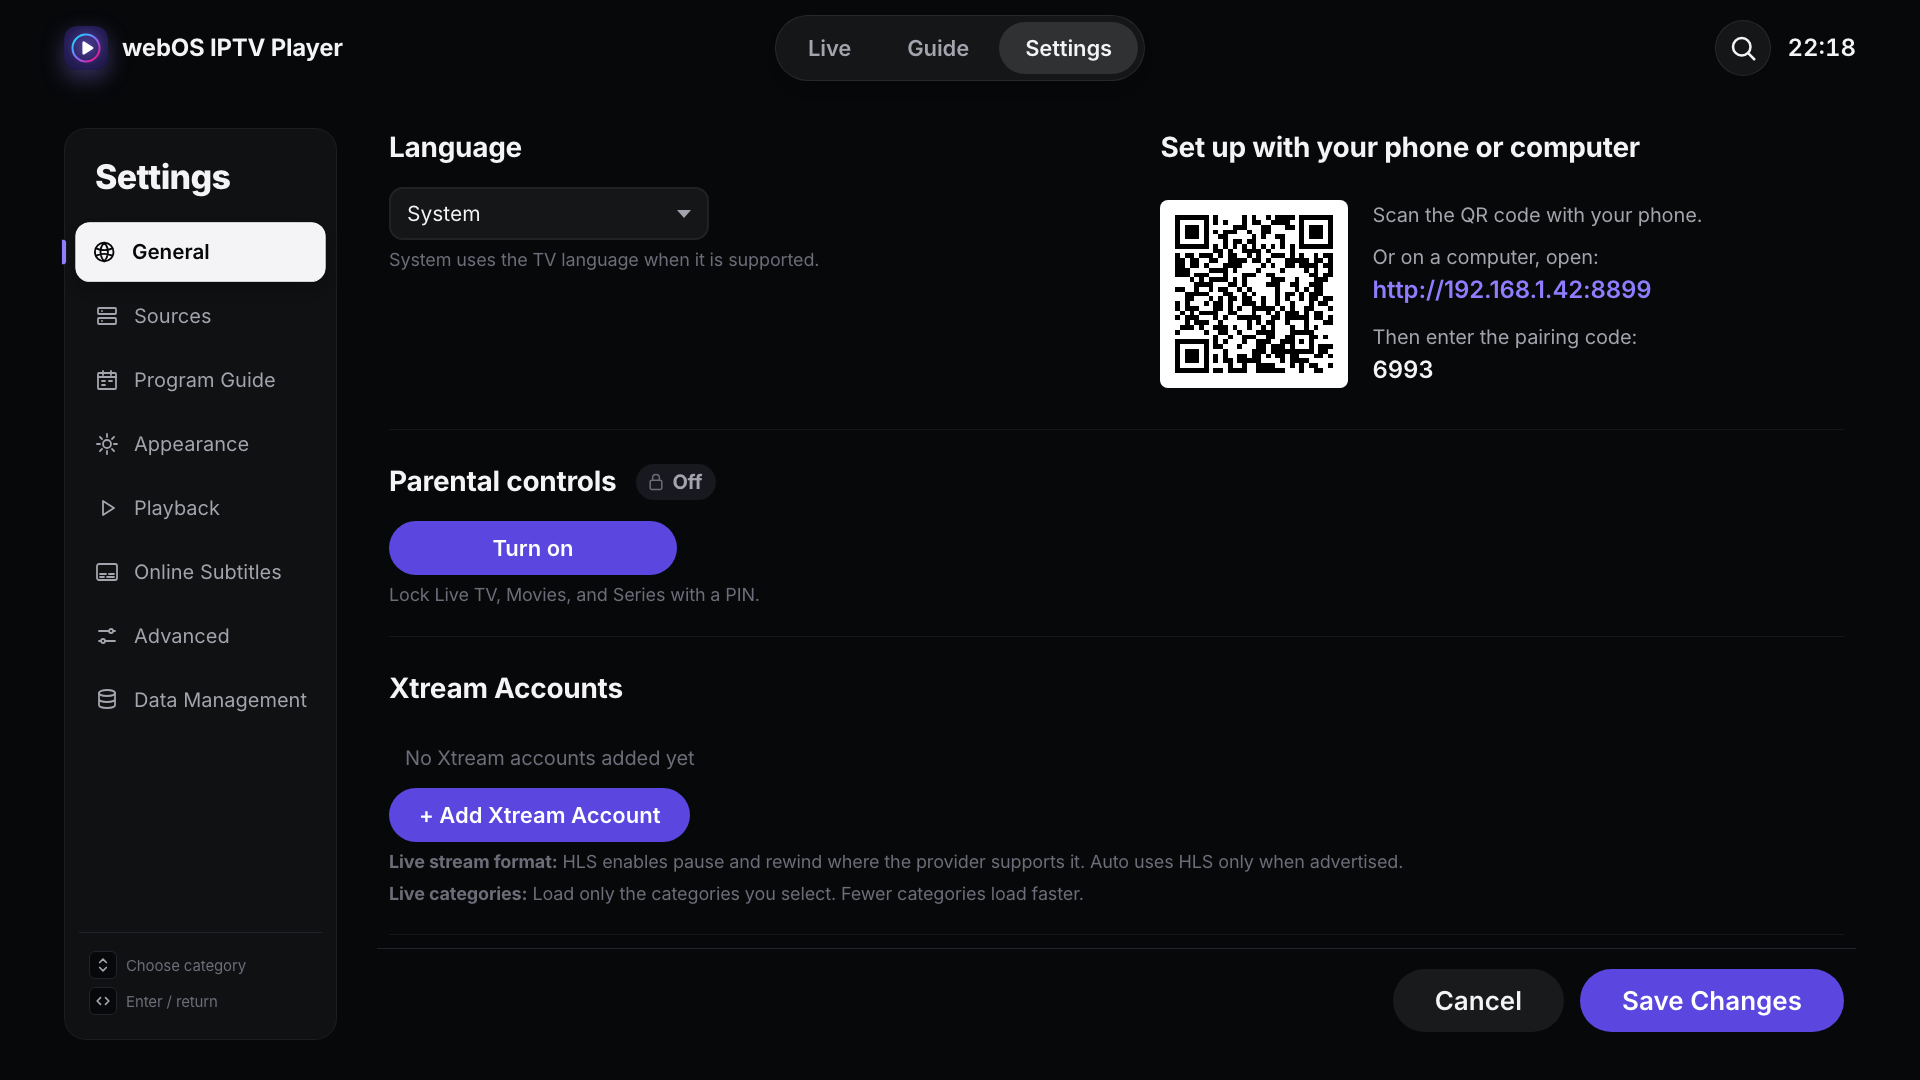 webOS IPTV Player
Live
Guide
Settings
22:18
Settings
General
Sources
Program Guide
Appearance
Playback
Online Subtitles
Advanced
Data Management
Choose category
Enter / return
Language
System
System uses the TV language when it is supported.
Set up with your phone or computer
Scan the QR code with your phone.
Or on a computer, open:
http://192.168.1.42:8899
Then enter the pairing code:
6993
Parental controls
Off
Turn on
Lock Live TV, Movies, and Series with a PIN.
Xtream Accounts
No Xtream accounts added yet
+ Add Xtream Account
Live stream format: HLS enables pause and rewind where the provider supports it. Auto uses HLS only when advertised.
Live categories: Load only the categories you select. Fewer categories load faster.
Cancel
Save Changes